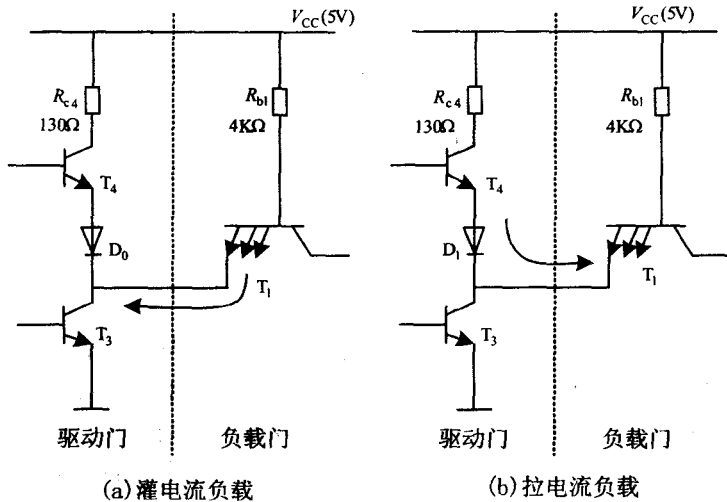 V_CC(5V)
R_c4
130Ω
R_b1
4KΩ
T_4
D_0
T_1
T_3
驱动门
负载门
(a)灌电流负载
V_CC(5V)
R_c4
130Ω
R_b1
4KΩ
T_4
D_1
T_1
T_3
驱动门
负载门
(b)拉电流负载